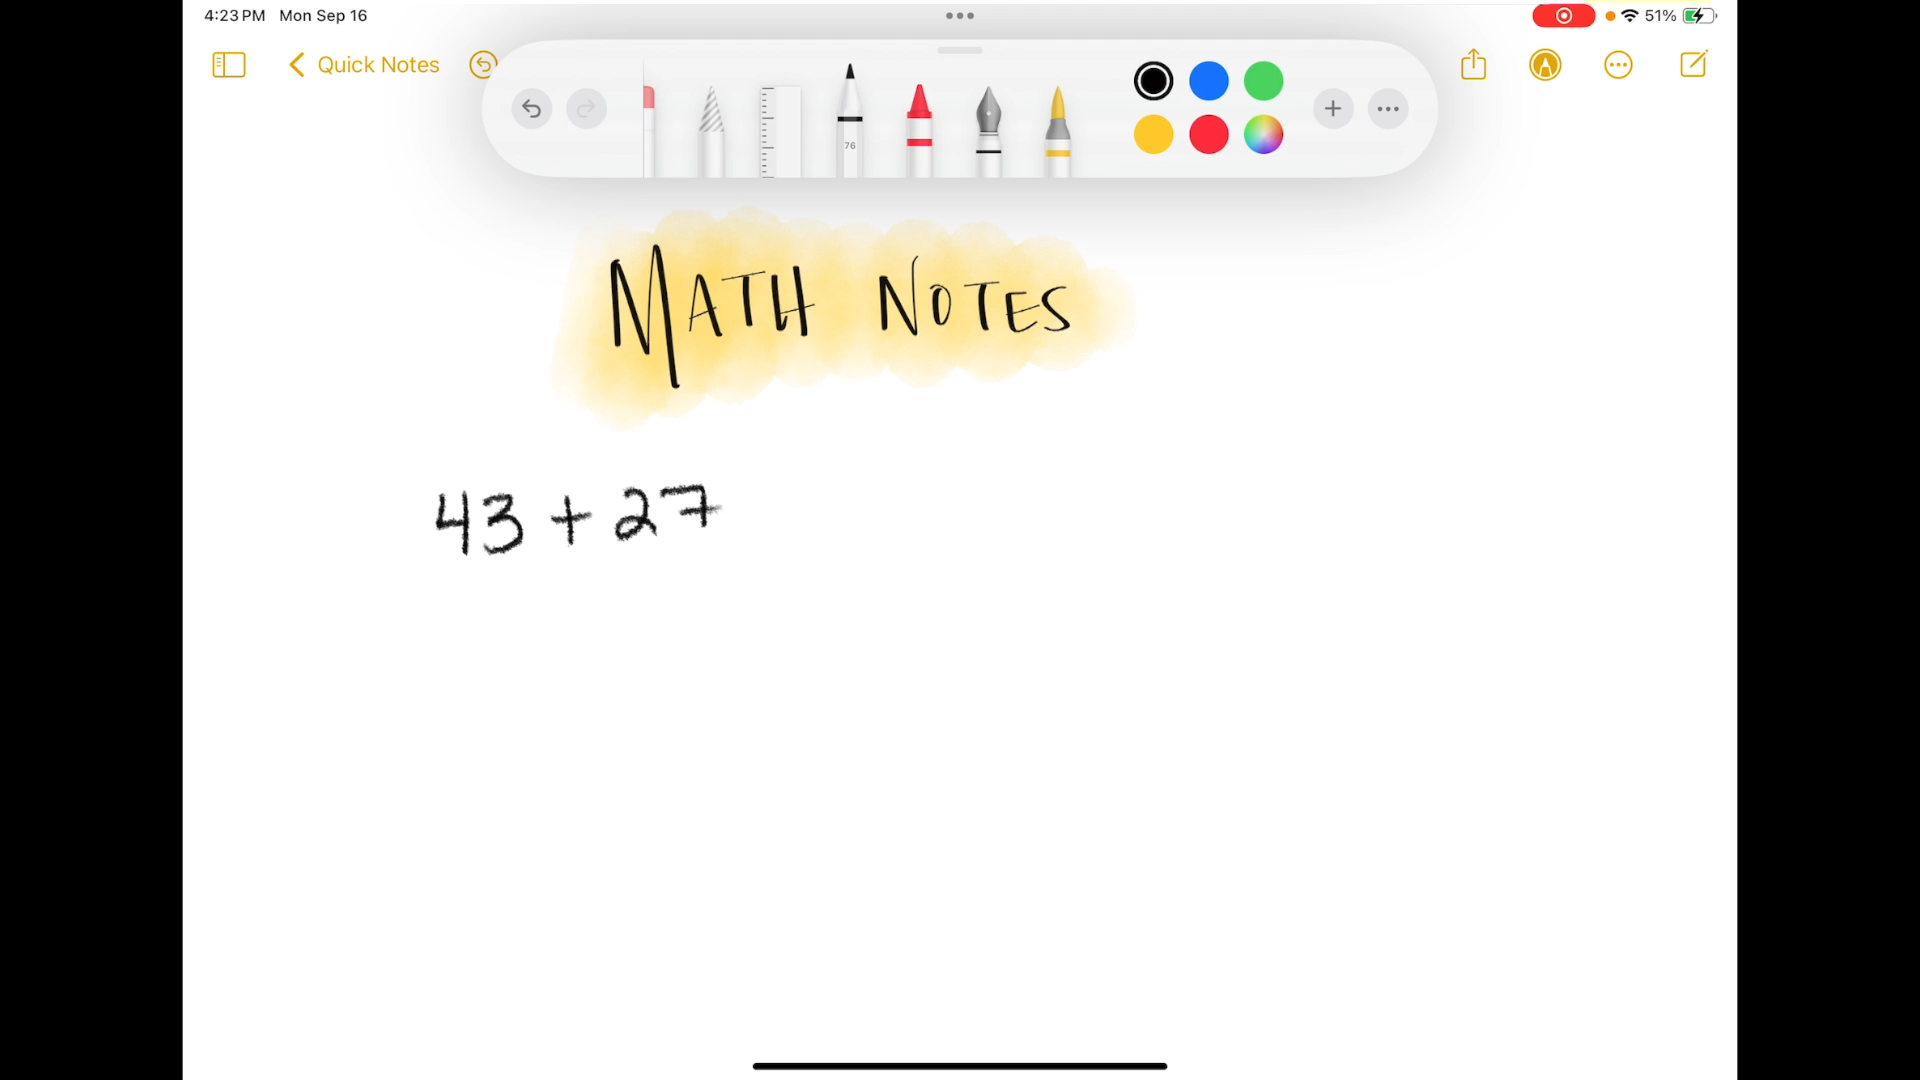 4:23 PM Mon Sep 16 51%
Quick Notes
76
MATH NOTES
43 + 27